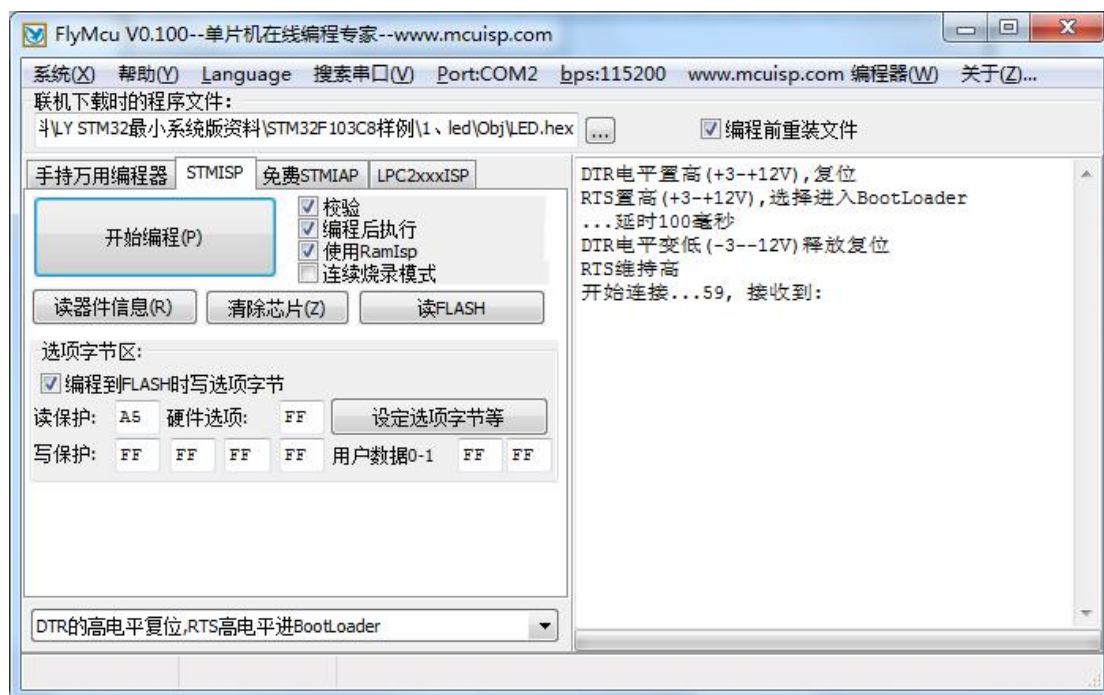 FlyMcu V0.100--单片机在线编程专家--www.mcuisp.com
系统(X) 帮助(Y) Language 搜索串口(V) Port:COM2 bps:115200 www.mcuisp.com 编程器(W) 关于(Z)...
联机下载时的程序文件:
斗\LY STM32最小系统版资料\STM32F103C8样例\1、led\Obj\LED.hex ... 编程前重装文件
手持万用编程器 STMISP 免费STMIAP LPC2xxxISP
开始编程(P)
校验
编程后执行
使用RamIsp
连续烧录模式
读器件信息(R) 清除芯片(Z) 读FLASH
选项字节区:
编程到FLASH时写选项字节
读保护: A5 硬件选项: FF 设定选项字节等
写保护: FF FF FF FF 用户数据0-1 FF FF
DTR的高电平复位,RTS高电平进BootLoader
DTR电平置高(+3-+12V),复位
RTS置高(+3-+12V),选择进入BootLoader
...延时100毫秒
DTR电平变低(-3--12V)释放复位
RTS维持高
开始连接...59, 接收到: